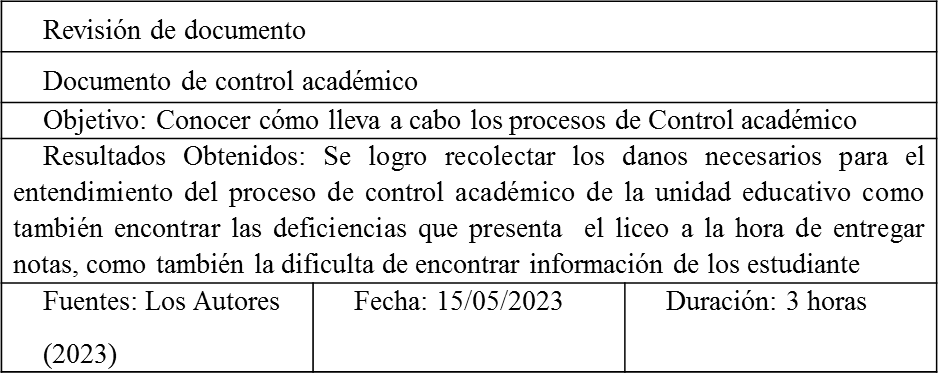 Revisión de documento
Documento de control académico
Objetivo: Conocer cómo lleva a cabo los procesos de Control académico
Resultados Obtenidos: Se logro recolectar los danos necesarios para el
entendimiento del proceso de control académico de la unidad educativo como
también encontrar las deficiencias que presenta el liceo a la hora de entregar
notas, como también la dificulta de encontrar información de los estudiante
Fuentes: Los Autores
(2023)
Fecha: 15/05/2023
Duración: 3 horas